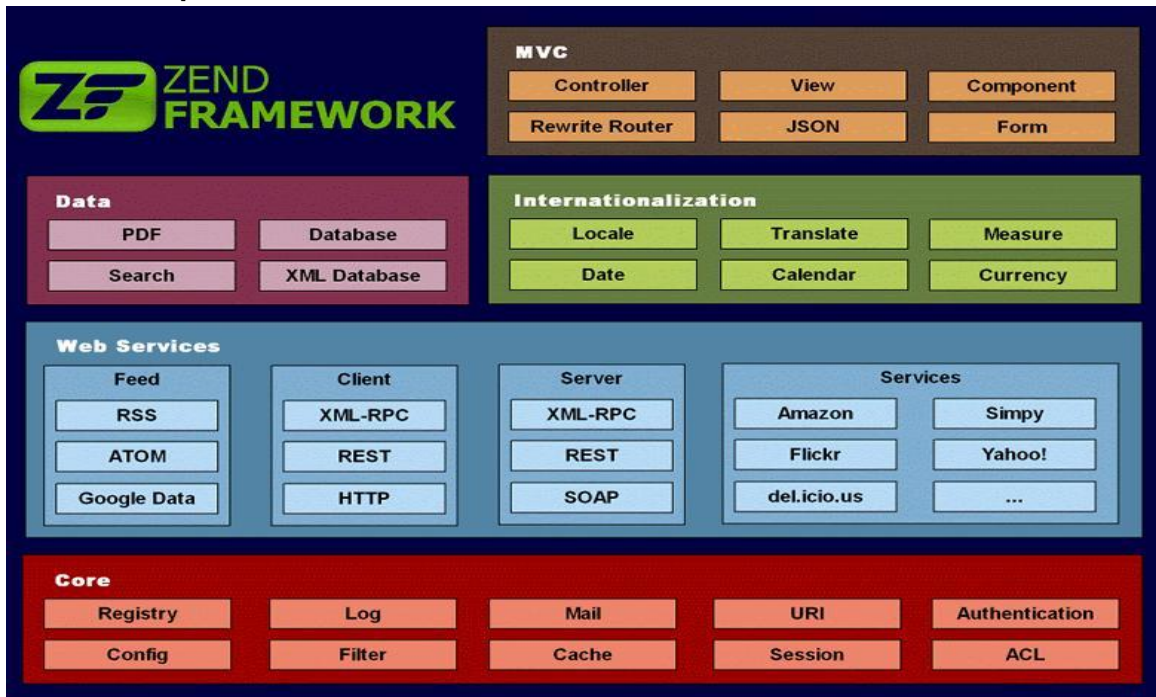 ZF ZEND
FRAMEWORK
MVC
Controller View Component
Rewrite Router JSON Form
Data
PDF Database
Search XML Database
Internationalization
Locale Translate Measure
Date Calendar Currency
Web Services
Feed
RSS
ATOM
Google Data
Client
XML-RPC
REST
HTTP
Server
XML-RPC
REST
SOAP
Services
Amazon Simpy
Flickr Yahoo!
del.icio.us ...
Core
Registry Log Mail URI Authentication
Config Filter Cache Session ACL